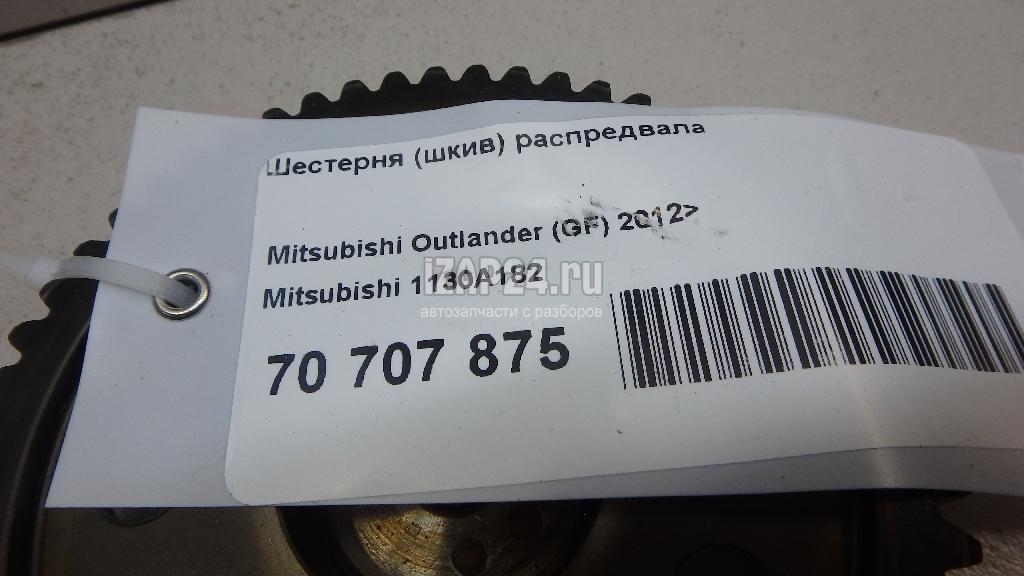 Шестерня (шкив) распредвала
Mitsubishi Outlander (GF) 2012>
Mitsubishi 1130A182
iZAP24.ru
автозапчасти с разборов
70 707 875